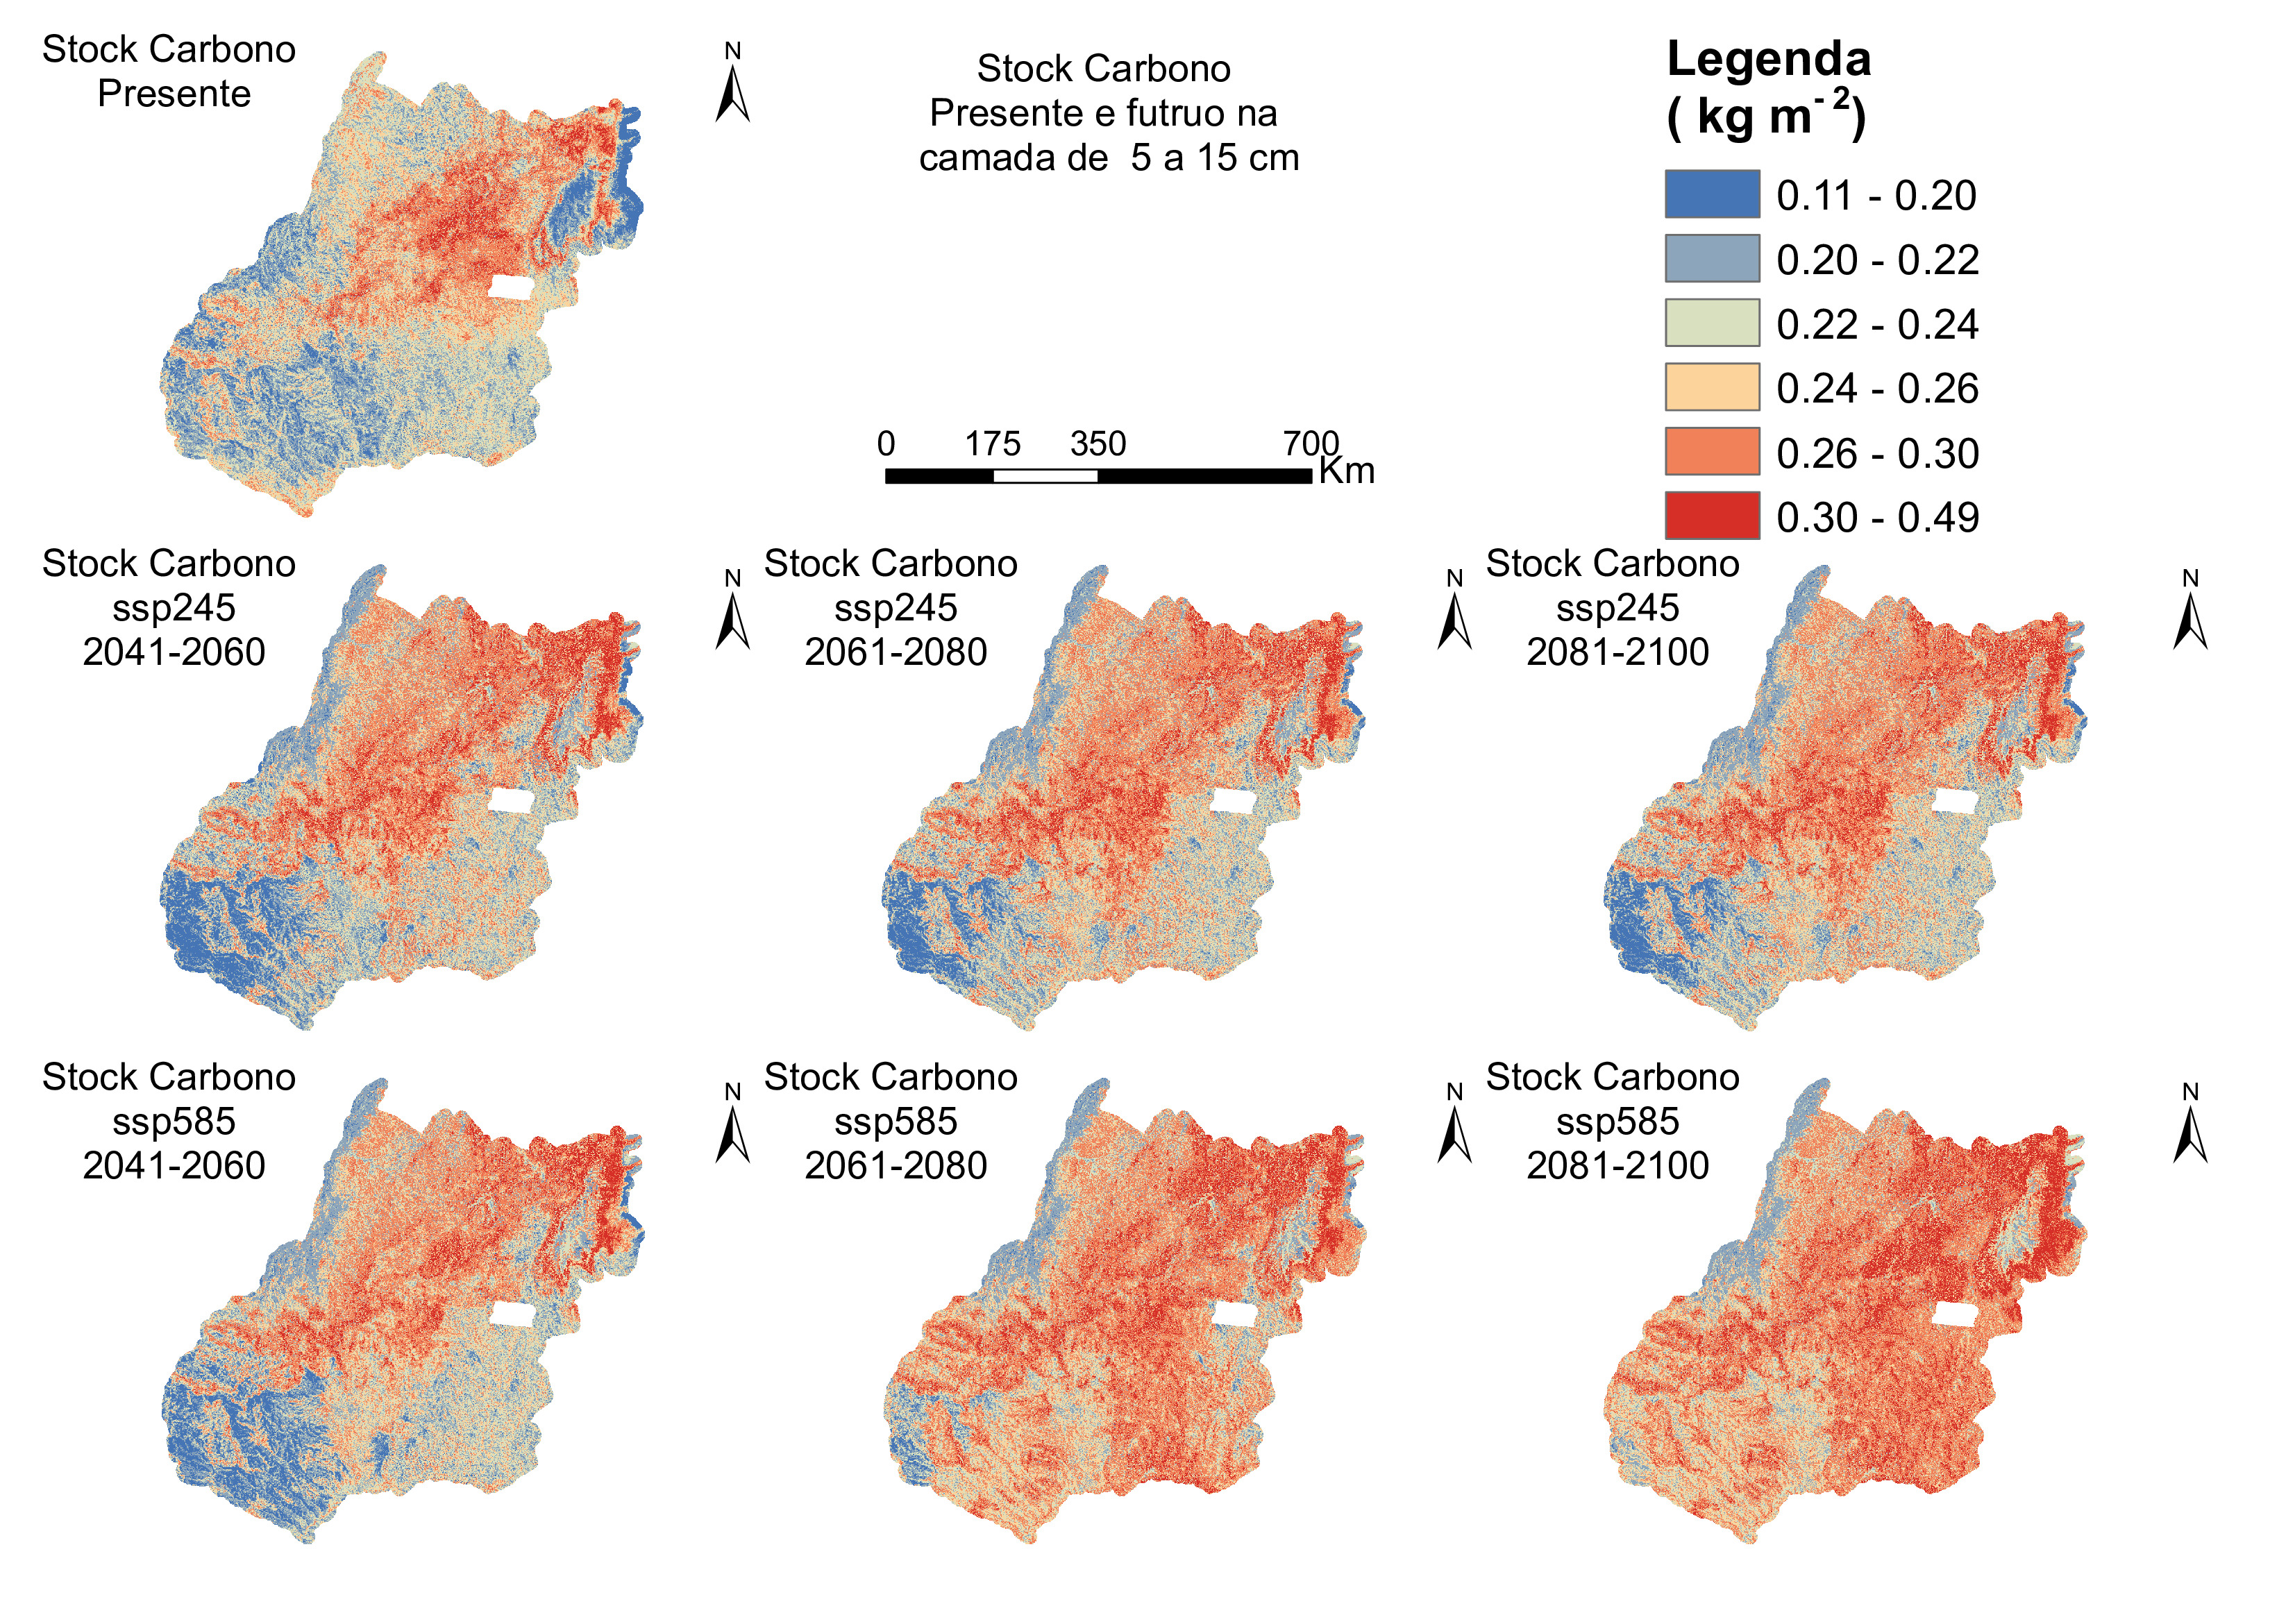 Stock Carbono
Presente
N
Stock Carbono
Presente e futruo na
camada de  5 a 15 cm
0 175 350 700
Km
Legenda
( kg m- 2)
0.11 - 0.20
0.20 - 0.22
0.22 - 0.24
0.24 - 0.26
0.26 - 0.30
0.30 - 0.49
Stock Carbono
ssp245
2041-2060
N
Stock Carbono
ssp245
2061-2080
N
Stock Carbono
ssp245
2081-2100
N
Stock Carbono
ssp585
2041-2060
N
Stock Carbono
ssp585
2061-2080
N
Stock Carbono
ssp585
2081-2100
N